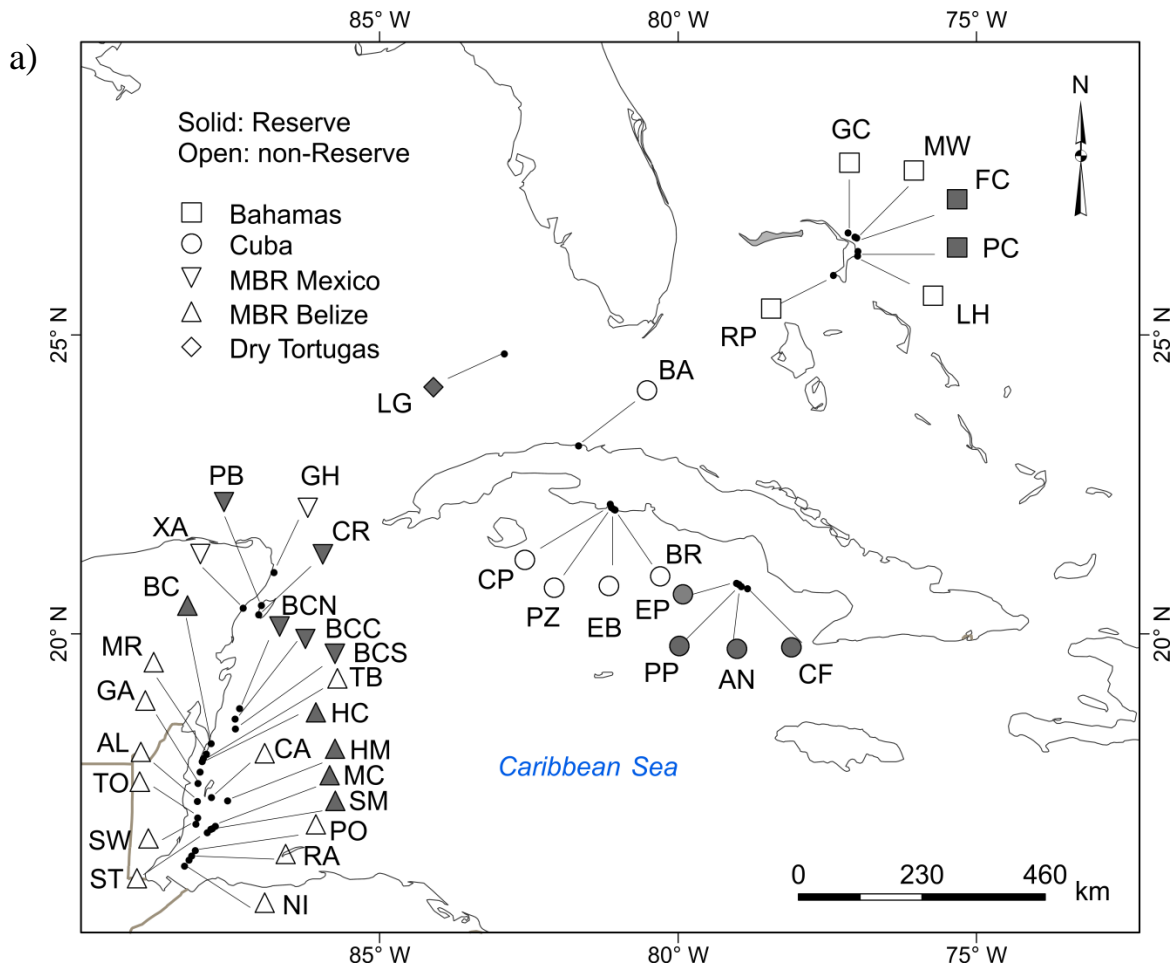 a)
85° W 80° W 75° W
Solid: Reserve
Open: non-Reserve
Bahamas
Cuba
MBR Mexico
MBR Belize
Dry Tortugas
N
GC
MW
FC
PC
LH
RP
25° N
25° N
BA
LG
PB
GH
XA
CR
BC
BCN
BCC
BCS
MR
TB
GA
HC
AL
CA
HM
TO
MC
SM
SW
PO
ST
RA
NI
CP
PZ
EB
BR
EP
PP
AN
CF
20° N
20° N
Caribbean Sea
0 230 460
km
85° W 80° W 75° W